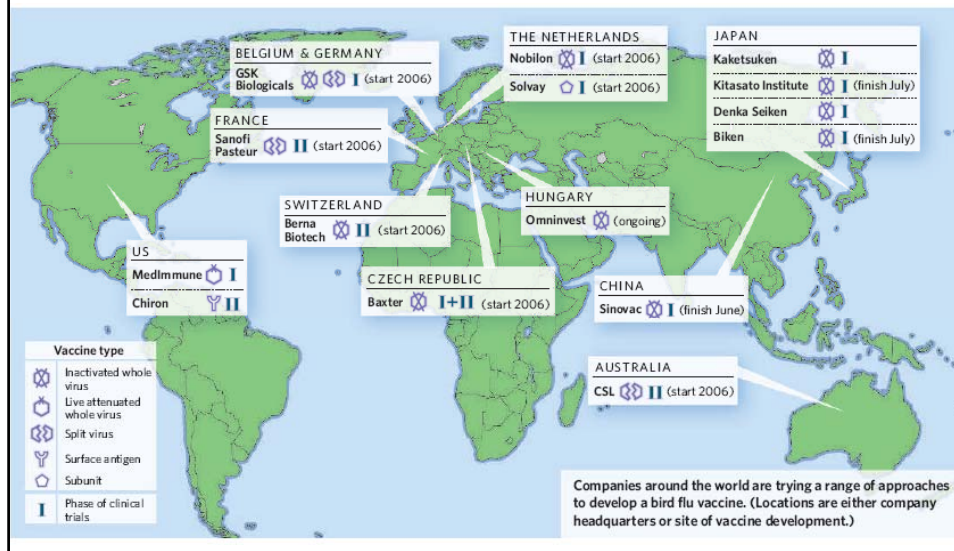 BELGIUM & GERMANY
GSK
Biologicals I (start 2006)
THE NETHERLANDS
Nobilon I (start 2006)
Solvay I (start 2006)
JAPAN
Kaketsuken I
Kitasato Institute I (finish July)
Denka Seiken I
Biken I (finish July)
FRANCE
Sanofi
Pasteur II (start 2006)
SWITZERLAND
Berna
Biotech II (start 2006)
HUNGARY
Omninvest (ongoing)
US
MedImmune I
Chiron II
CZECH REPUBLIC
Baxter I+II (start 2006)
CHINA
Sinovac I (finish June)
AUSTRALIA
CSL II (start 2006)
Vaccine type
Inactivated whole
virus
Live attenuated
whole virus
Split virus
Surface antigen
Subunit
I Phase of clinical
trials
Companies around the world are trying a range of approaches
to develop a bird flu vaccine. (Locations are either company
headquarters or site of vaccine development.)